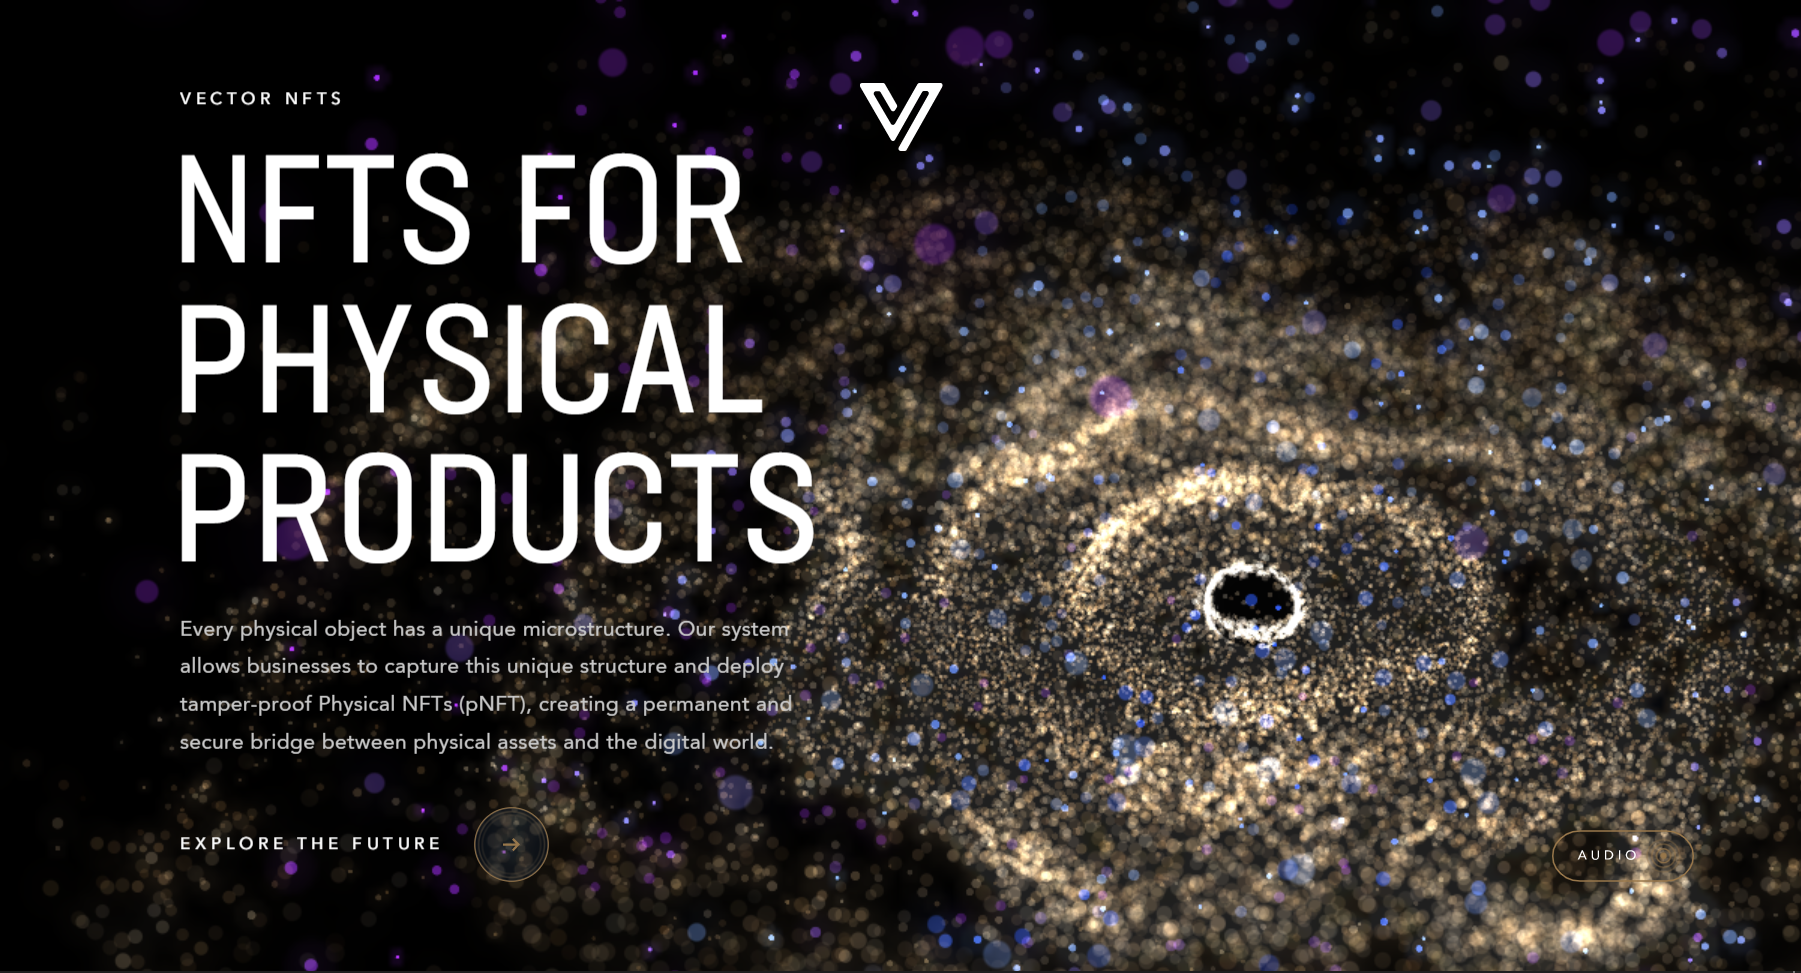 VECTOR NFTS
NFTS FOR
PHYSICAL
PRODUCTS
Every physical object has a unique microstructure. Our system
allows businesses to capture this unique structure and deploy
tamper-proof Physical NFTs (pNFT), creating a permanent and
secure bridge between physical assets and the digital world.
EXPLORE THE FUTURE
AUDIO